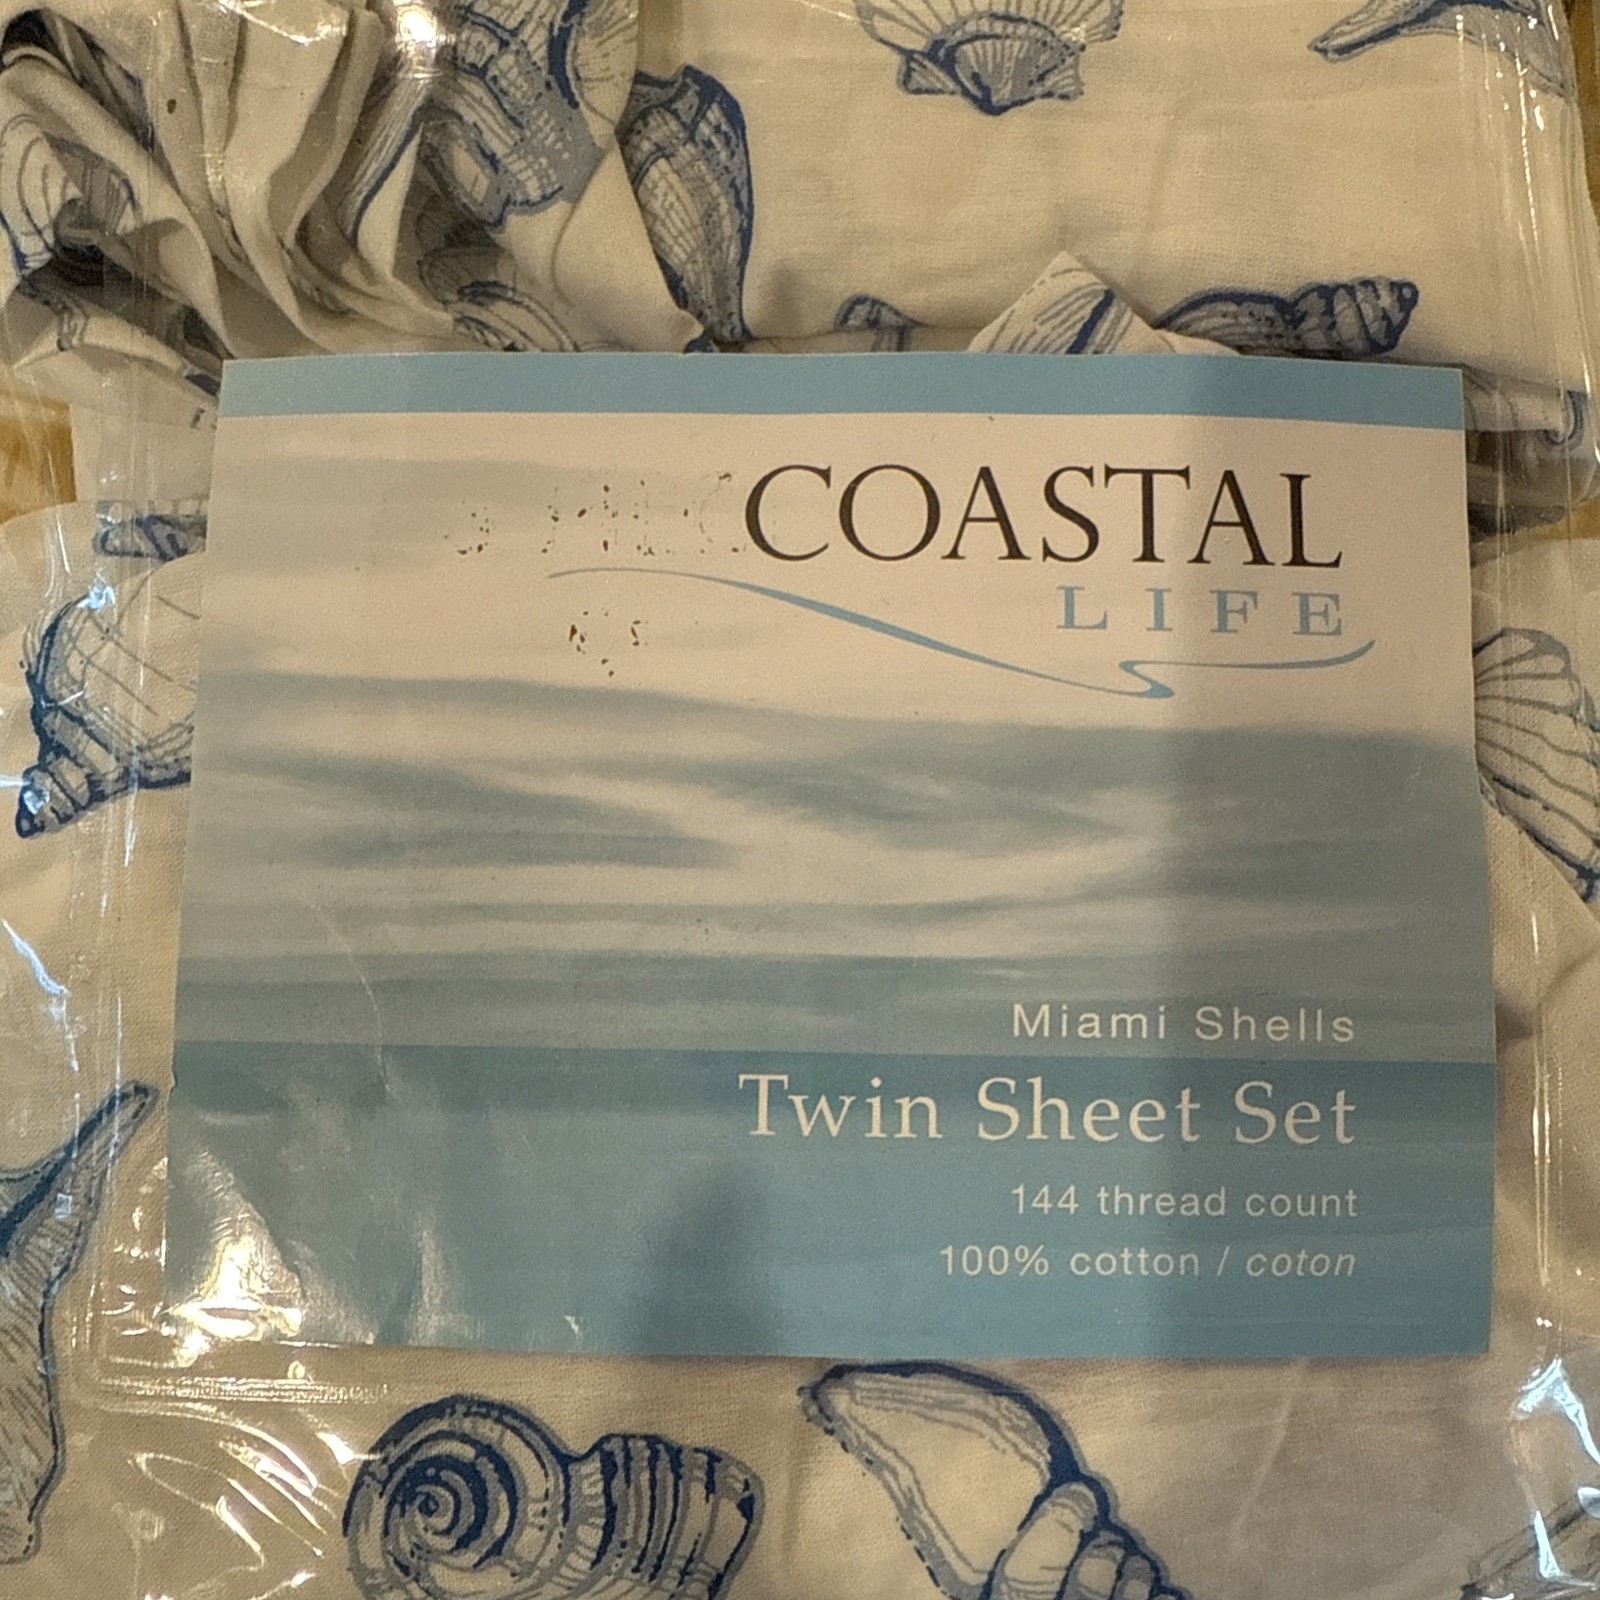 COASTAL
LIFE
Miami Shells
Twin Sheet Set
144 thread count
100% cotton / coton